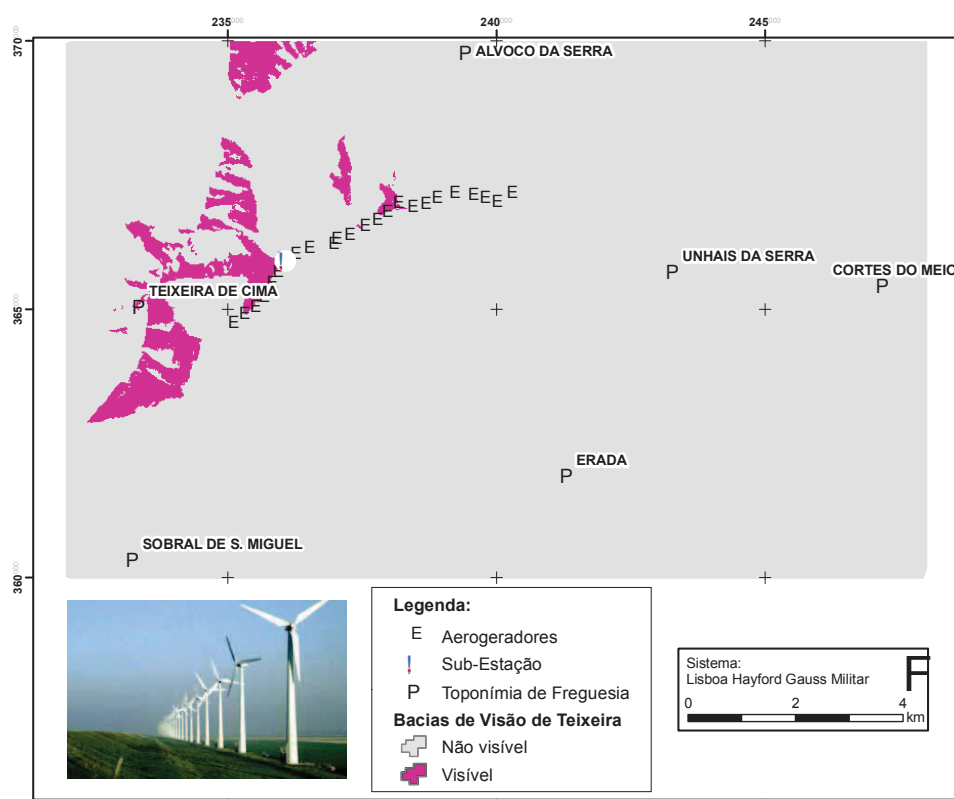 235000 240000 245000
370000
ALVOCO DA SERRA
P
E E E E E E E E E E
E E E E E E E E
! E
E E E E E E
UNHAIS DA SERRA
P
CORTES DO MEIO
P
TEIXEIRA DE CIMA
P
365000
ERADA
P
SOBRAL DE S. MIGUEL
P
360000
Legenda:
E Aerogeradores
! Sub-Estação
P Toponímia de Freguesia
Bacias de Visão de Teixeira
Não visível
Visível
Sistema:
Lisboa Hayford Gauss Militar
F
0 2 4
km